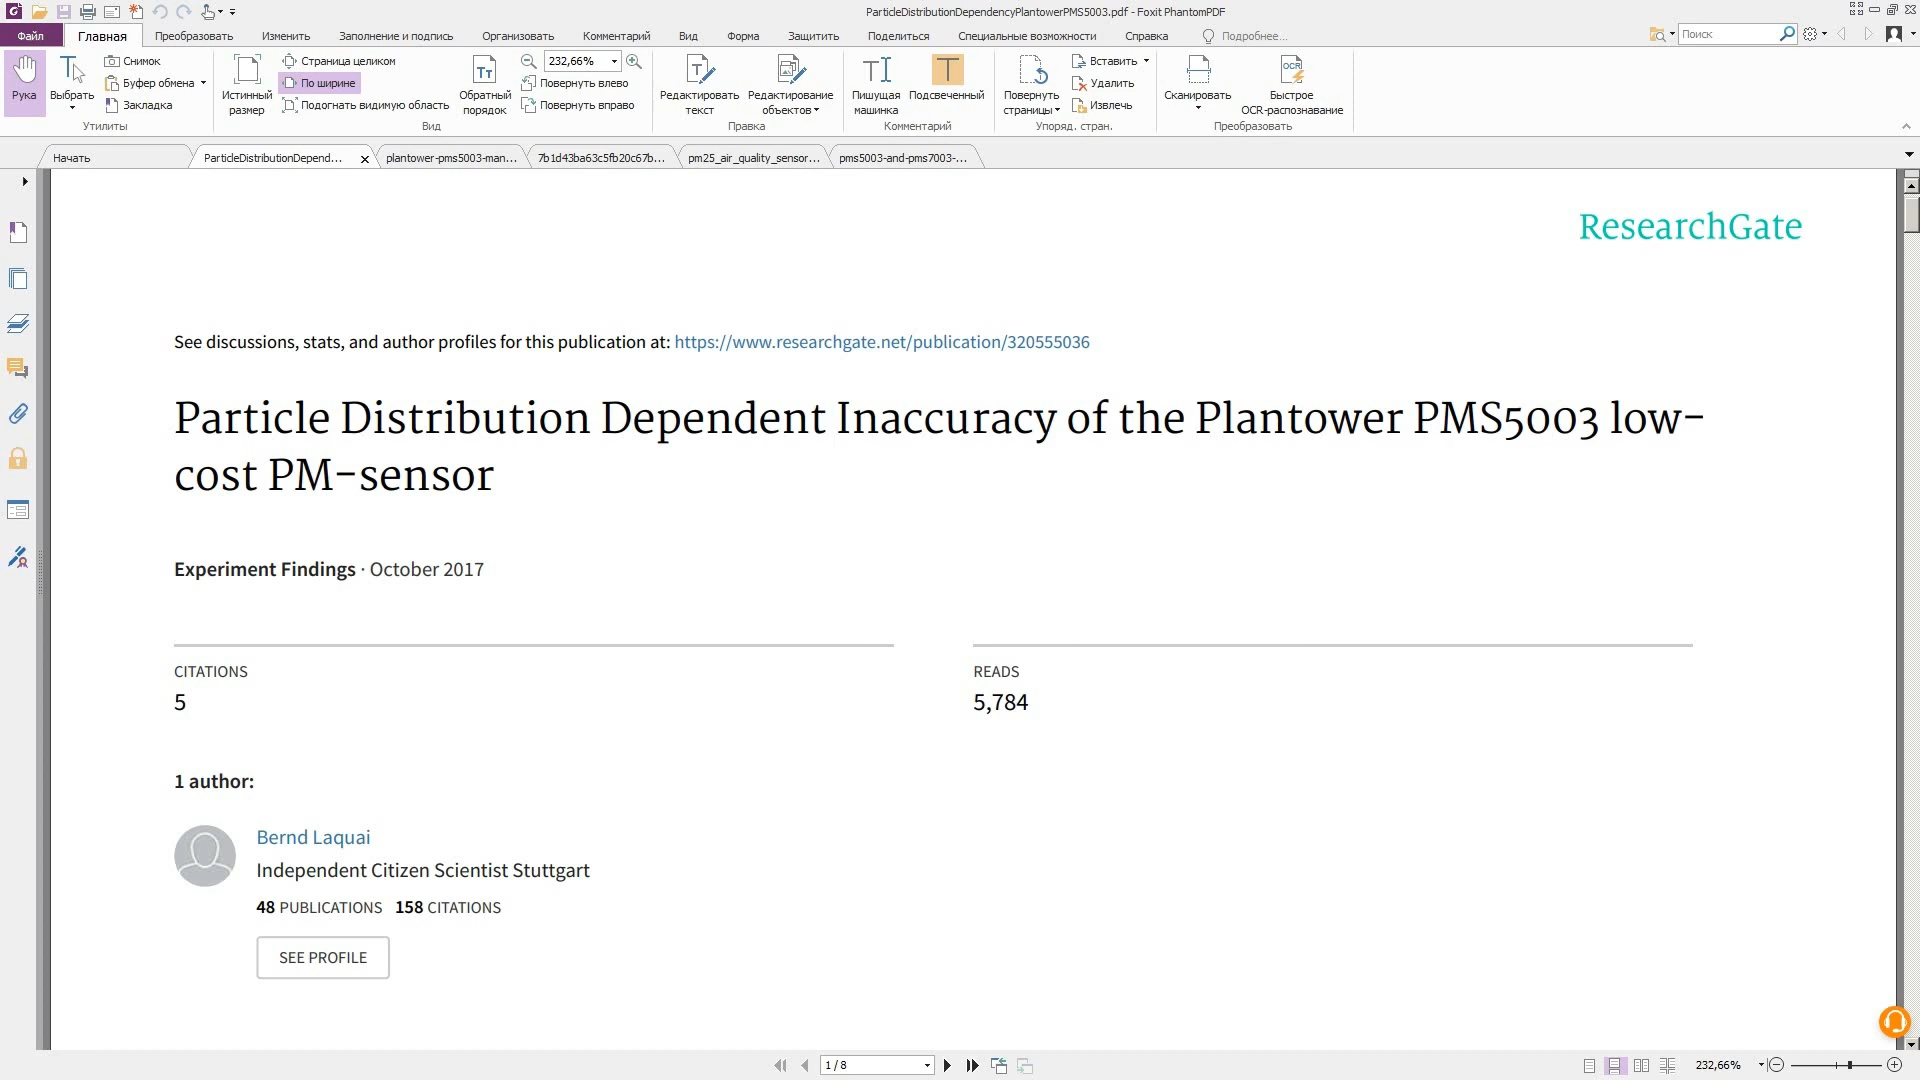 ParticleDistributionDependencyPlantowerPMS5003.pdf - Foxit PhantomPDF
Файл Главная Преобразовать Изменить Заполнение и подпись Организовать Комментарий Вид Форма Защитить Поделиться Специальные возможности Справка Подробнее... Поиск
Рука
Выбрать
Снимок
Буфер обмена
Закладка
Утилиты
Истинный
размер
Страница целиком
По ширине
Подогнать видимую область
Обратный
порядок
232,66%
Повернуть влево
Повернуть вправо
Вид
Редактировать
текст
Редактирование
объектов
Правка
Пишущая
машинка
Подсвеченный
Комментарий
Повернуть
страницы
Вставить
Удалить
Извлечь
Упоряд. стран.
Сканировать
OCR
Быстрое
OCR-распознавание
Преобразовать
Начать ParticleDistributionDepend... plantower-pms5003-man... 7b1d43ba63c5fb20c67b... pm25_air_quality_sensor... pms5003-and-pms7003-...
ResearchGate
See discussions, stats, and author profiles for this publication at: https://www.researchgate.net/publication/320555036
Particle Distribution Dependent Inaccuracy of the Plantower PMS5003 low-
cost PM-sensor
Experiment Findings · October 2017
CITATIONS
5
READS
5,784
1 author:
Bernd Laquai
Independent Citizen Scientist Stuttgart
48 PUBLICATIONS 158 CITATIONS
SEE PROFILE
1 / 8
232,66%